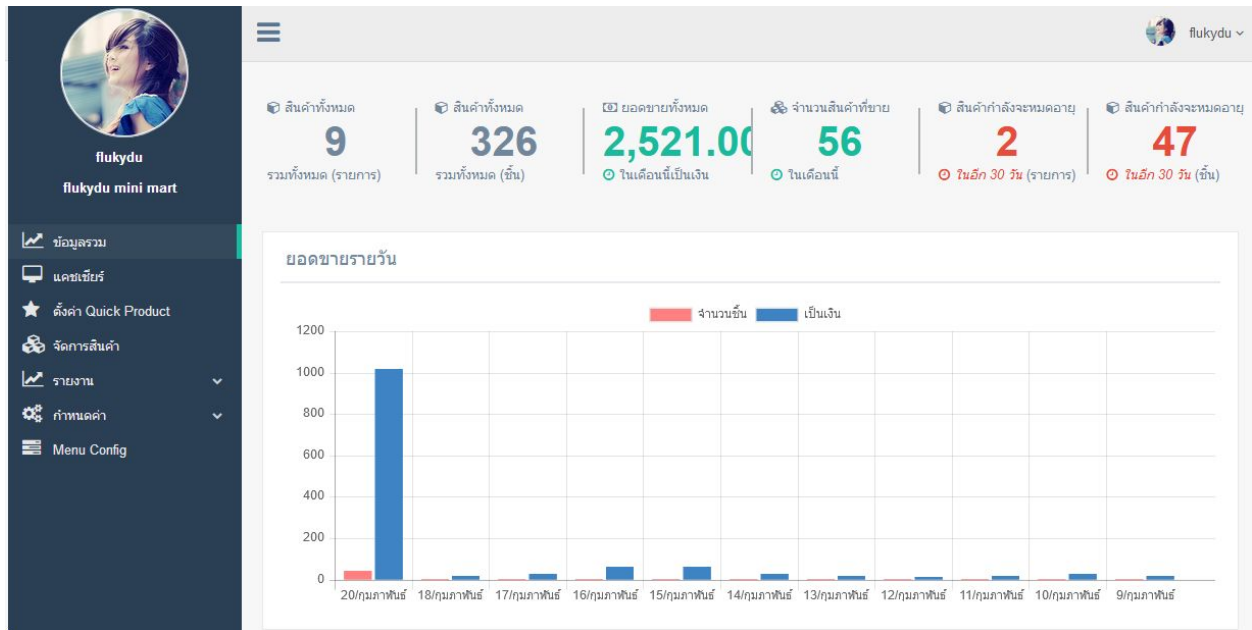 flukydu
flukydu mini mart
ข้อมูลรวม
แคชเชียร์
ตั้งค่า Quick Product
จัดการสินค้า
รายงาน
กำหนดค่า
Menu Config
flukydu
สินค้าทั้งหมด
9
รวมทั้งหมด (รายการ)
สินค้าทั้งหมด
326
รวมทั้งหมด (ชิ้น)
ยอดขายทั้งหมด
2,521.00
ในเดือนนี้เป็นเงิน
จำนวนสินค้าที่ขาย
56
ในเดือนนี้
สินค้ากำลังจะหมดอายุ
2
ในอีก 30 วัน (รายการ)
สินค้ากำลังจะหมดอายุ
47
ในอีก 30 วัน (ชิ้น)
ยอดขายรายวัน
จำนวนชิ้น เป็นเงิน
1200
1000
800
600
400
200
0
20/กุมภาพันธ์ 18/กุมภาพันธ์ 17/กุมภาพันธ์ 16/กุมภาพันธ์ 15/กุมภาพันธ์ 14/กุมภาพันธ์ 13/กุมภาพันธ์ 12/กุมภาพันธ์ 11/กุมภาพันธ์ 10/กุมภาพันธ์ 9/กุมภาพันธ์